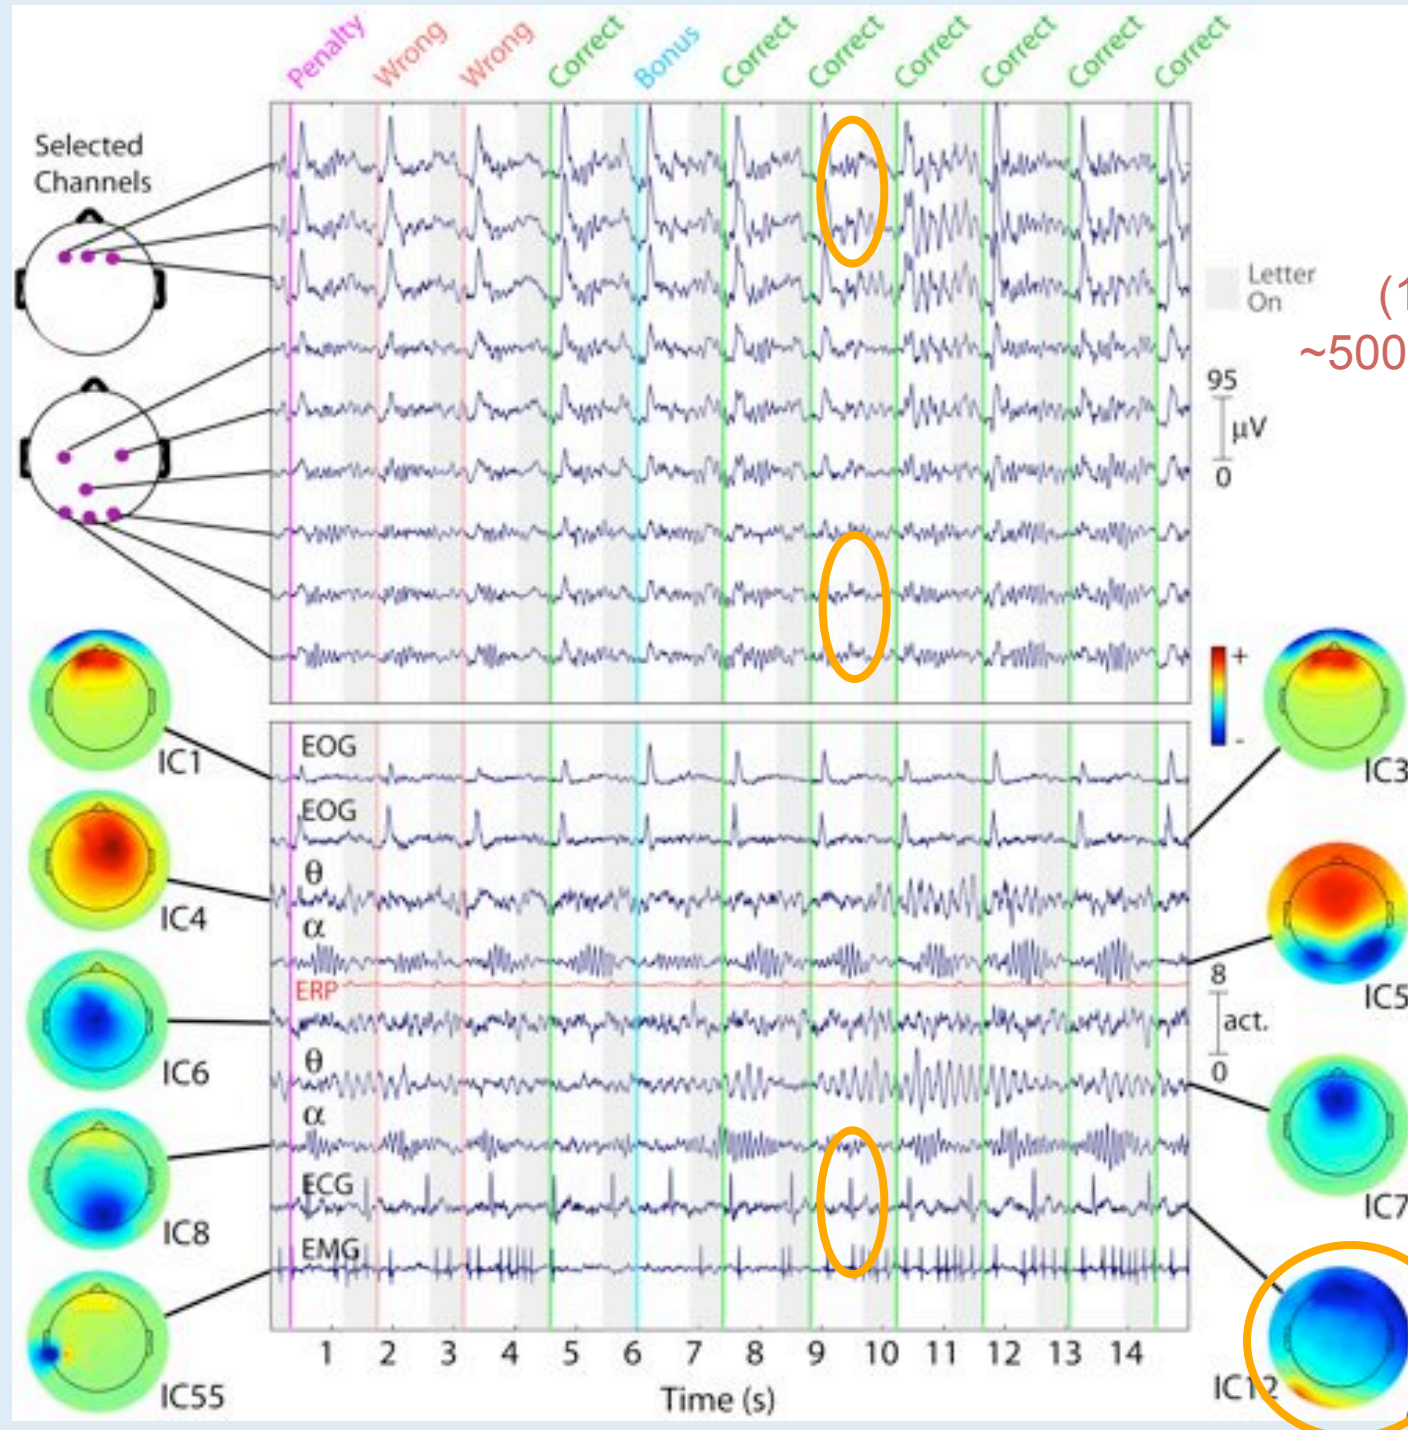 Penalty
Wrong
Wrong
Correct
Bonus
Correct
Correct
Correct
Correct
Correct
Correct
Selected
Channels
Letter
On
(1
~500
95
µV
0
+
-
EOG
IC1
IC3
EOG
θ
IC4
α
ERP
8
act.
0
IC5
IC6
θ
α
IC7
IC8
ECG
EMG
IC12
IC55
1 2 3 4 5 6 7 8 9 10 11 12 13 14
Time (s)